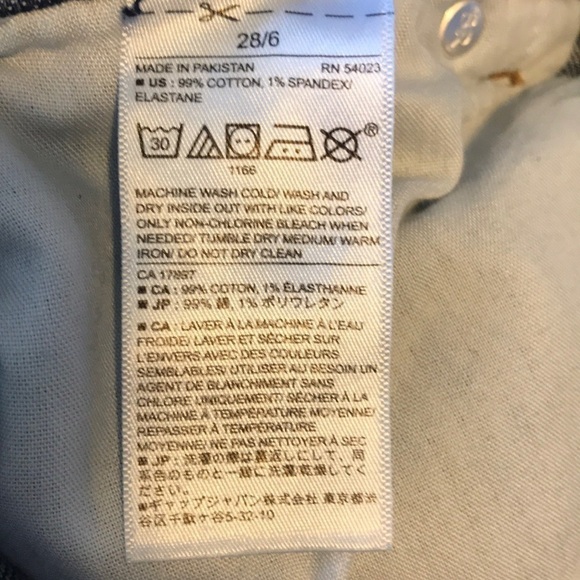 28/6
MADE IN PAKISTAN RN 54023
■ US : 99% COTTON, 1% SPANDEX/
ELASTANE
30
1166
®
MACHINE WASH COLD/ WASH AND
DRY INSIDE OUT WITH LIKE COLORS/
ONLY NON-CHLORINE BLEACH WHEN
NEEDED/ TUMBLE DRY MEDIUM/ WARM
IRON/ DO NOT DRY CLEAN
CA 17897
■ CA : 99% COTTON, 1% ÉLASTHANNE
■ JP : 99% 綿, 1% ポリウレタン
■ CA : LAVER À LA MACHINE À L'EAU
FROIDE/ LAVER ET SÉCHER SUR
L'ENVERS AVEC DES COULEURS
SEMBLABLES/ UTILISER AU BESOIN UN
AGENT DE BLANCHIMENT SANS
CHLORE UNIQUEMENT/ SÉCHER À LA
MACHINE À TEMPÉRATURE MOYENNE/
REPASSER À TEMPÉRATURE
MOYENNE/ NE PAS NETTOYER À SEC
■ JP : 洗濯の際は裏返しにして、同
系色のものと一緒に洗濯乾燥してく
ださい。
■ギャップジャパン株式会社 東京都渋
谷区千駄ケ谷5-32-10